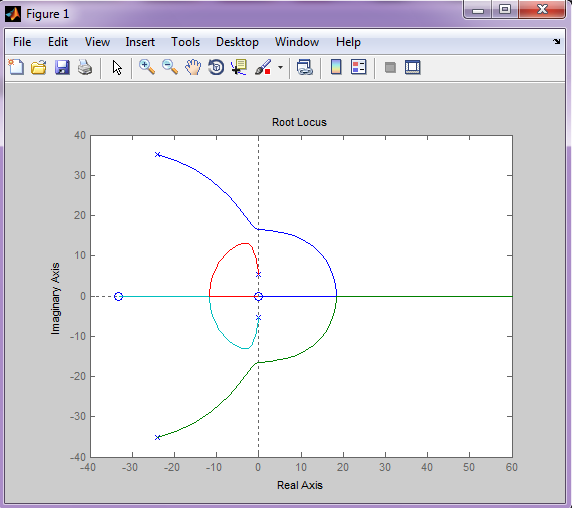 Figure 1
File Edit View Insert Tools Desktop Window Help
Root Locus
40
30
20
10
0
-10
-20
-30
-40
Imaginary Axis
-40 -30 -20 -10 0 10 20 30 40 50 60
Real Axis